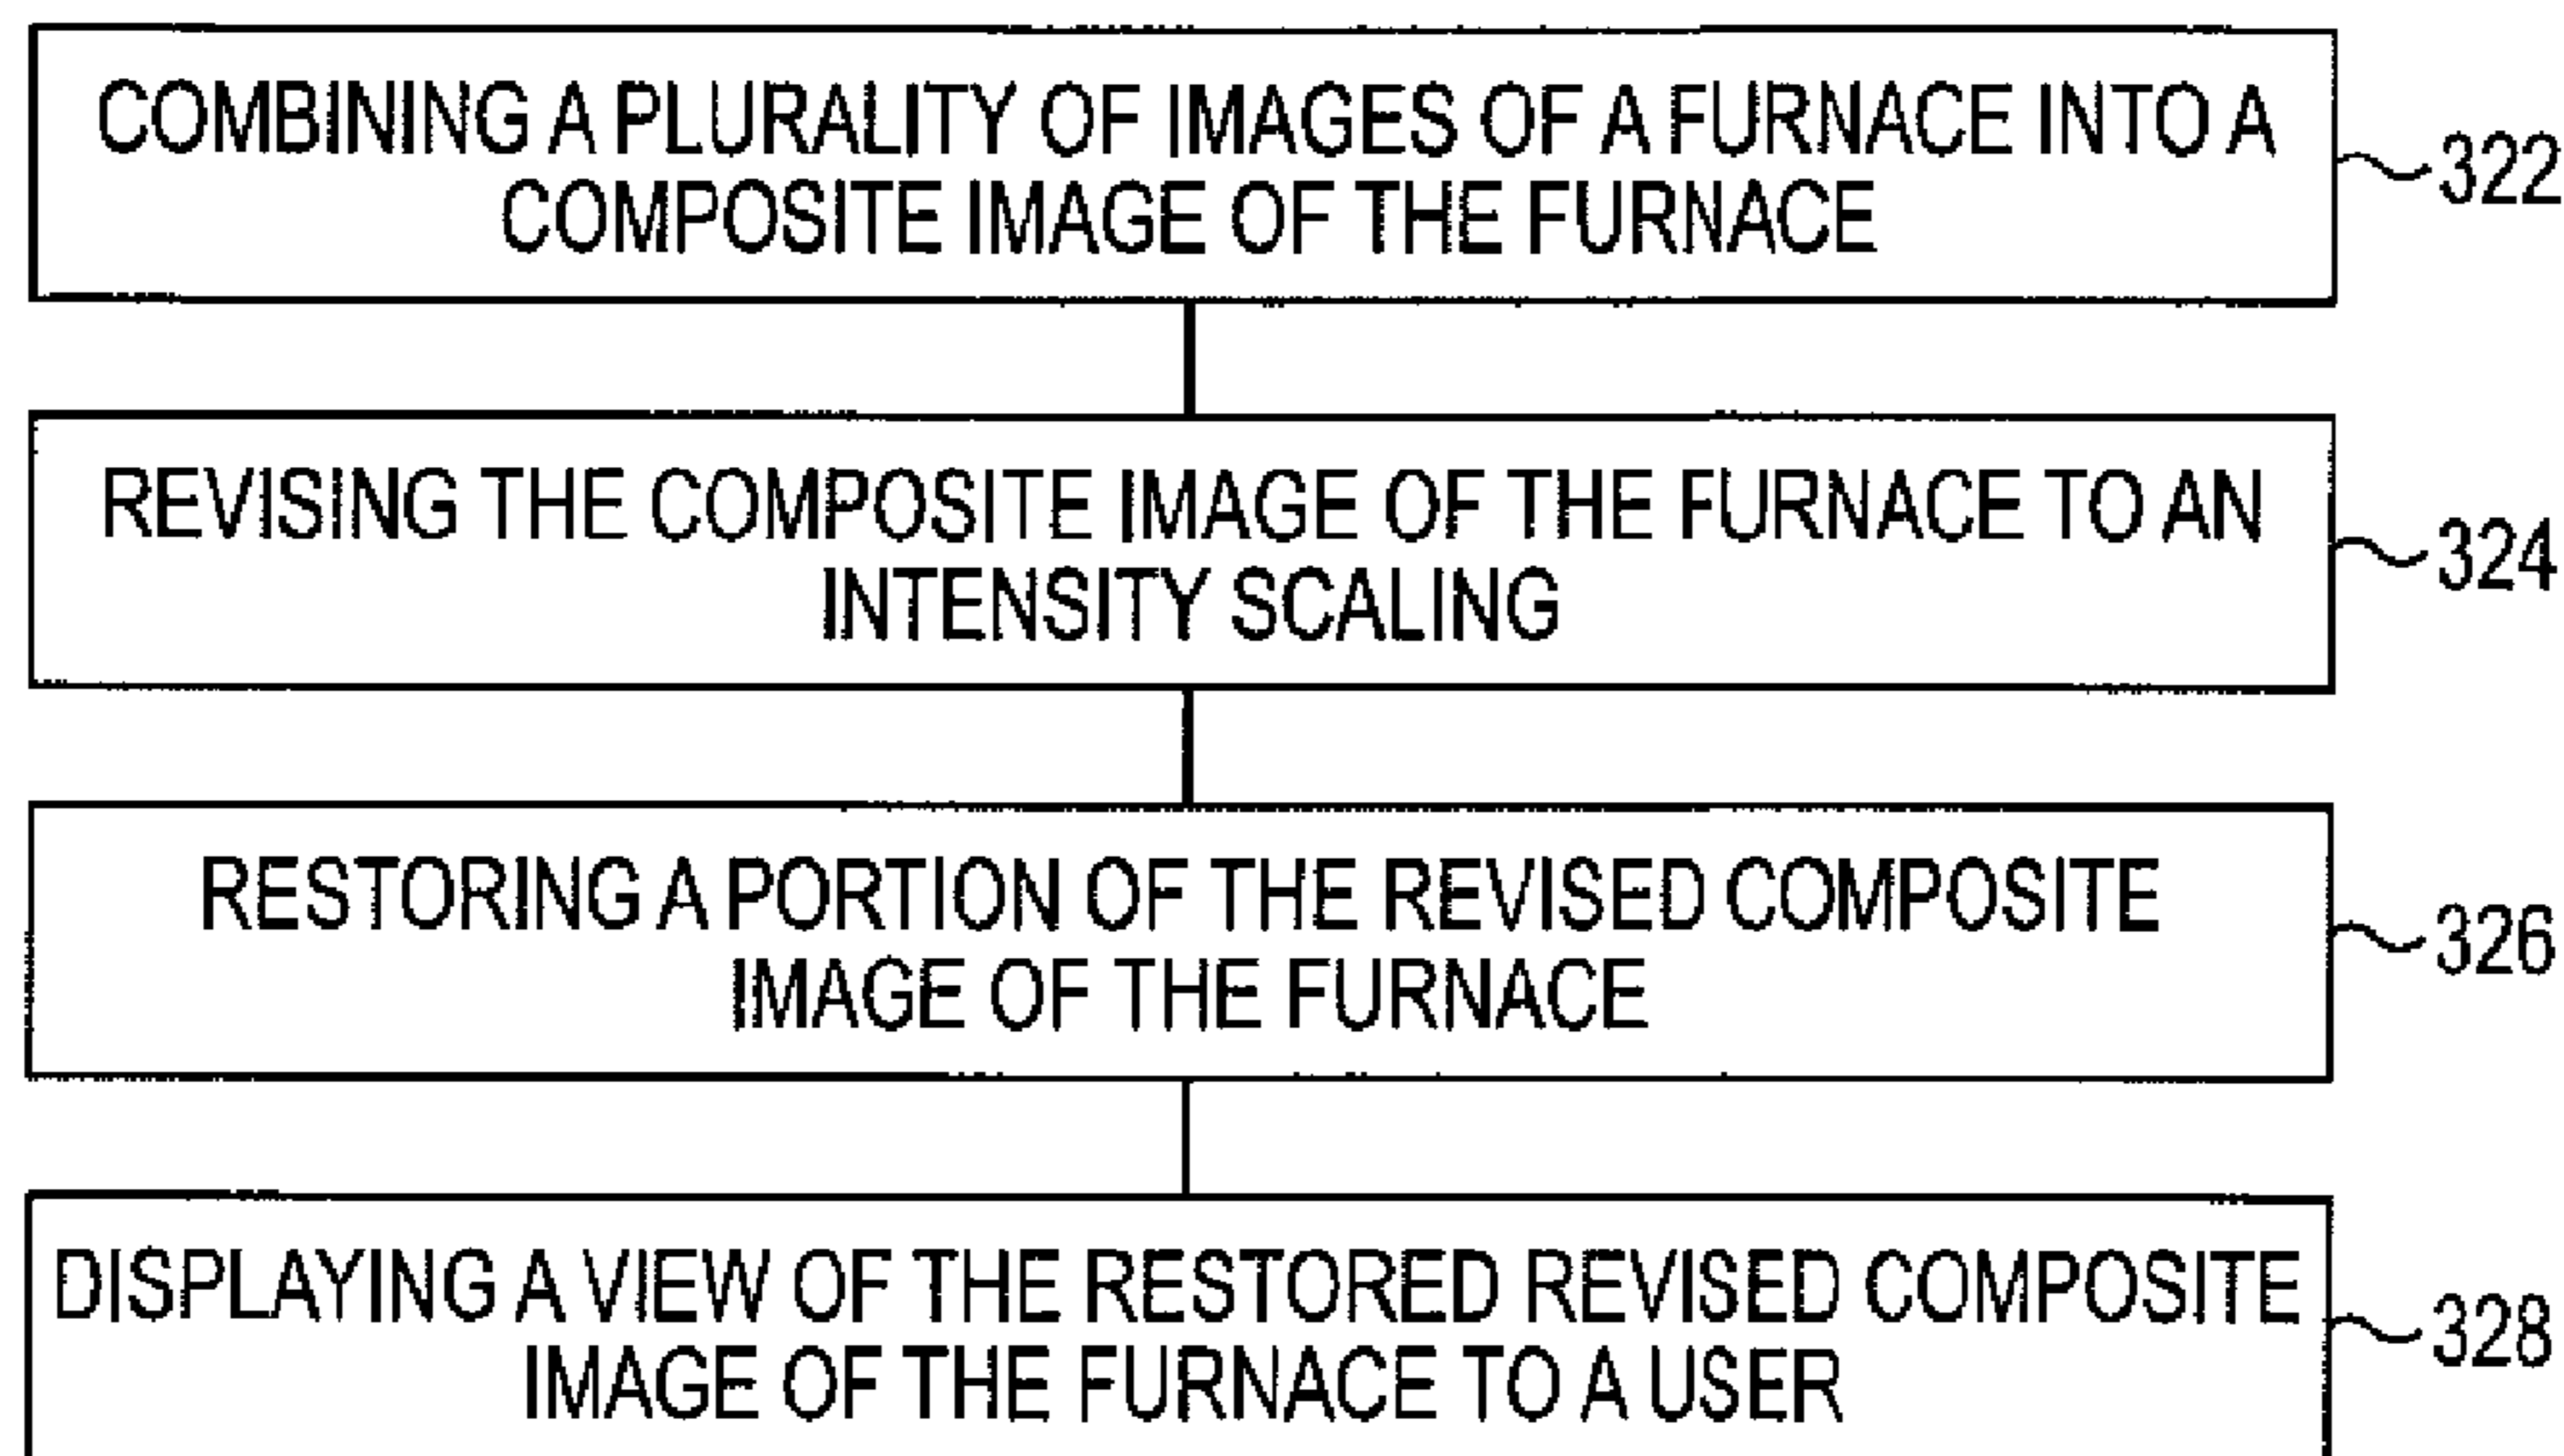 COMBINING A PLURALITY OF IMAGES OF A FURNACE INTO A
COMPOSITE IMAGE OF THE FURNACE
322
REVISING THE COMPOSITE IMAGE OF THE FURNACE TO AN
INTENSITY SCALING
324
RESTORING A PORTION OF THE REVISED COMPOSITE
IMAGE OF THE FURNACE
326
DISPLAYING A VIEW OF THE RESTORED REVISED COMPOSITE
IMAGE OF THE FURNACE TO A USER
328